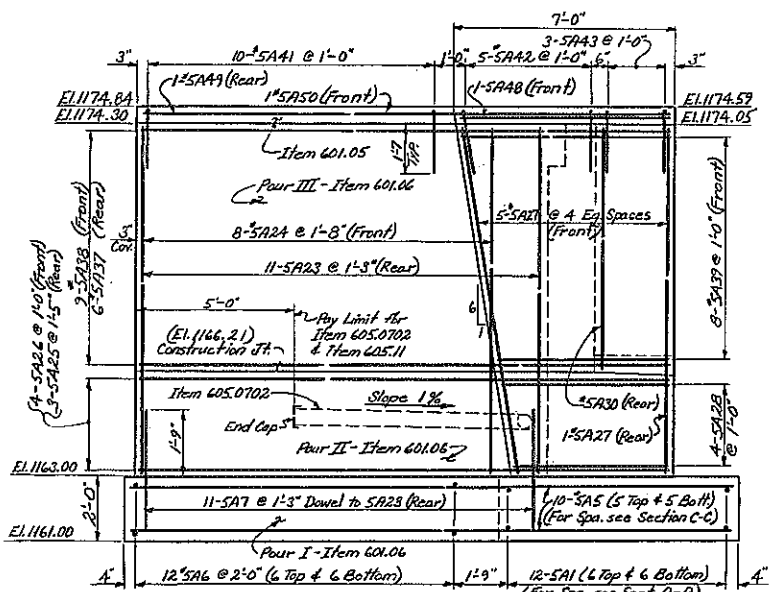 7'-0"
3-5A43 @ 1'-0"
3"
10-#5A41 @ 1'-0"
1'-0"
5-#5A42 @ 1'-0"
6"
3"
1-#5A49 (Rear)
1-#5A50 (Front)
1-5A48 (Front)
El.1174.84
El.1174.59
El.1174.30
El.1174.05
Item 601.05
1'-7"
Typ.
Pour III - Item 601.06
9-#5A38 (Front)
6-#5A37 (Rear)
3"
Cov.
5-#5A21 @ 4 Eq Spaces
(Front)
8-#5A24 @ 1'-8" (Front)
11-5A23 @ 1'-3" (Rear)
8-#5A39 @ 1'-0" (Front)
5'-0"
6
1
Pay Limit for
Item 605.0702
& Item 605.11
(El.1166.21)
Construction Jt.
4-5A26 @ 1'-0" (Front)
3-5A25 @ 1'-5" (Rear)
Item 605.0702
Slope 1%
#5A30 (Rear)
End Cap
1-#5A27 (Rear)
4-5A28
@ 1'-0"
1'-9"
Pour II - Item 601.06
El.1163.00
2'-0"
11-5A7 @ 1'-3" Dowel to 5A23 (Rear)
10-#5A5 (5 Top & 5 Bott)
(For Spa. see Section C-C)
El.1161.00
Pour I - Item 601.06
4"
12-#5A6 @ 2'-0" (6 Top & 6 Bottom)
1'-9"
12-5A1 (6 Top & 6 Bottom)
4"